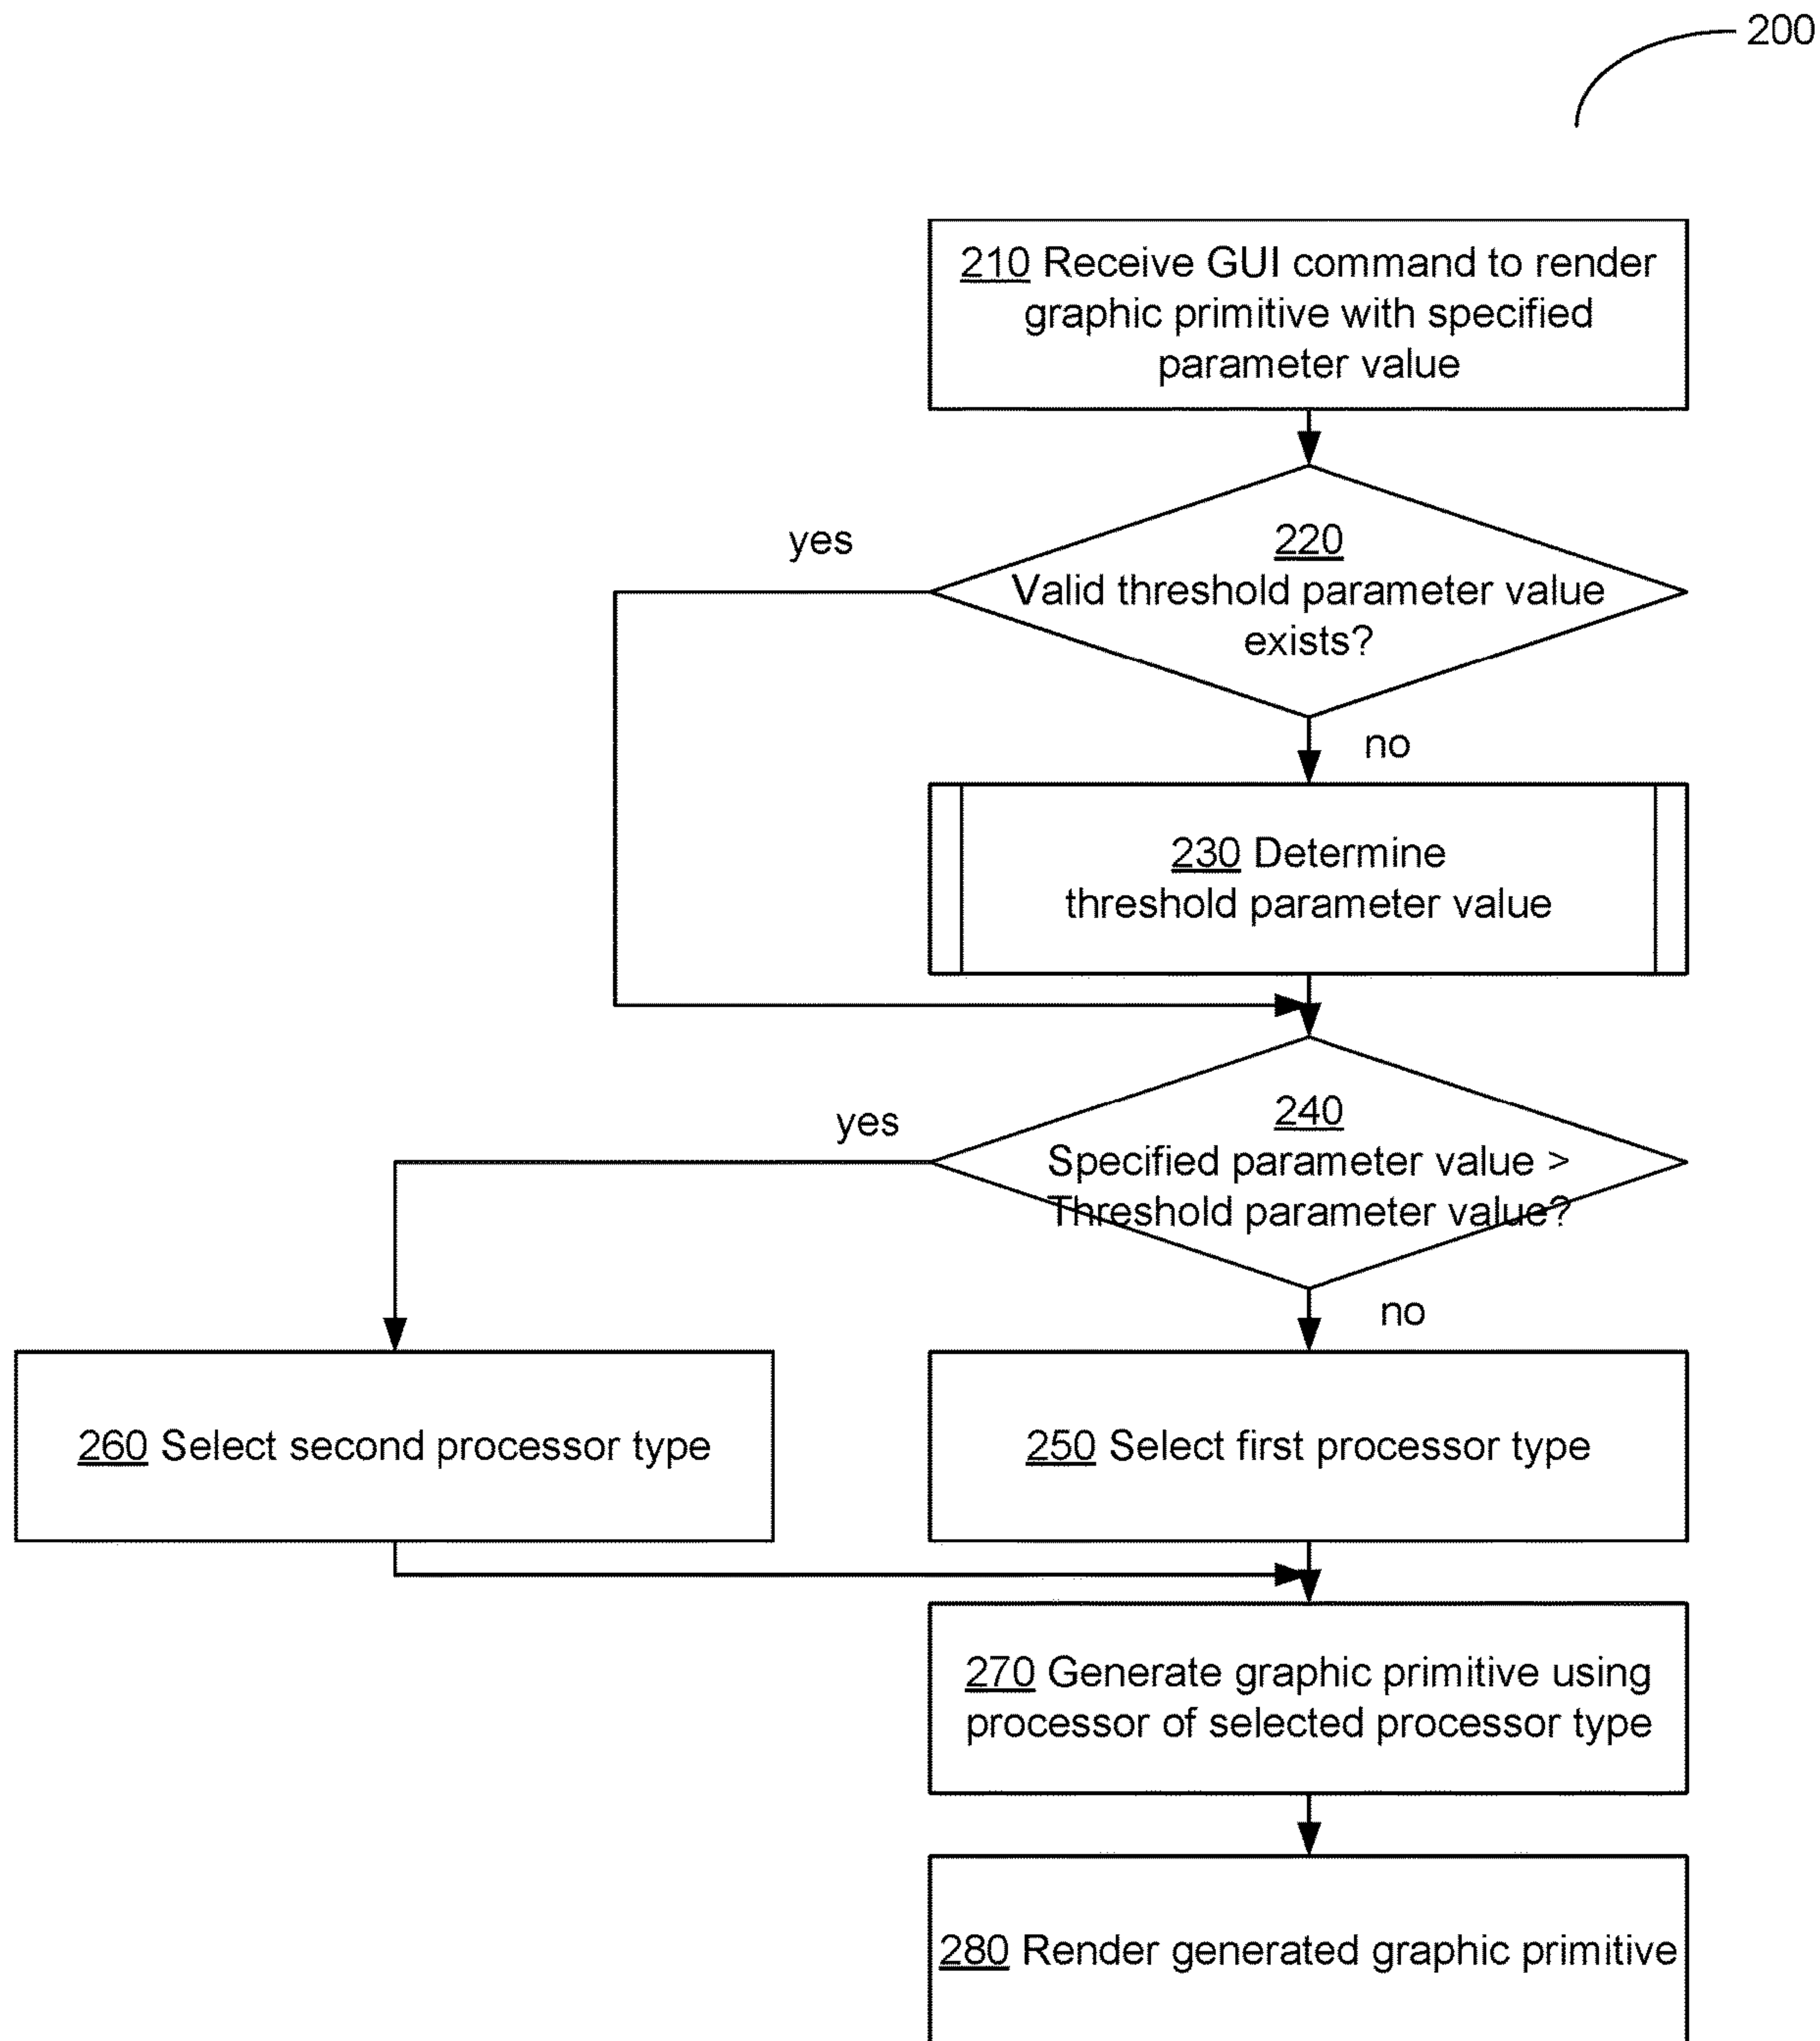 200
210 Receive GUI command to render
graphic primitive with specified
parameter value
yes
220
Valid threshold parameter value
exists?
no
230 Determine
threshold parameter value
yes
240
Specified parameter value >
Threshold parameter value?
no
260 Select second processor type
250 Select first processor type
270 Generate graphic primitive using
processor of selected processor type
280 Render generated graphic primitive